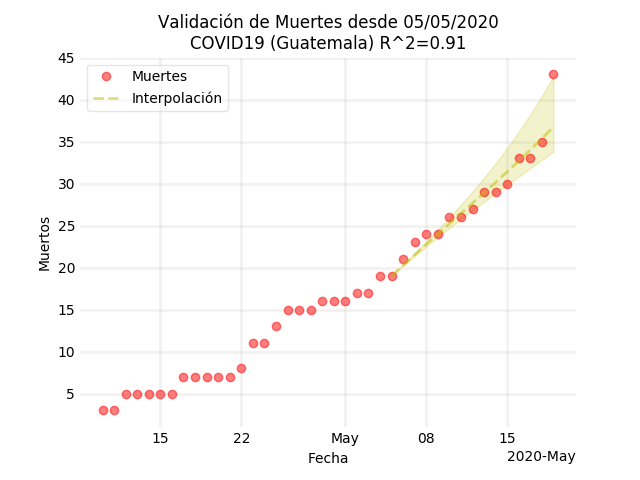 Validación de Muertes desde 05/05/2020
COVID19 (Guatemala) R^2=0.91
Muertes
Interpolación
45
40
35
30
25
20
15
10
5
Muertos
15
22
May
08
15
Fecha
2020-May